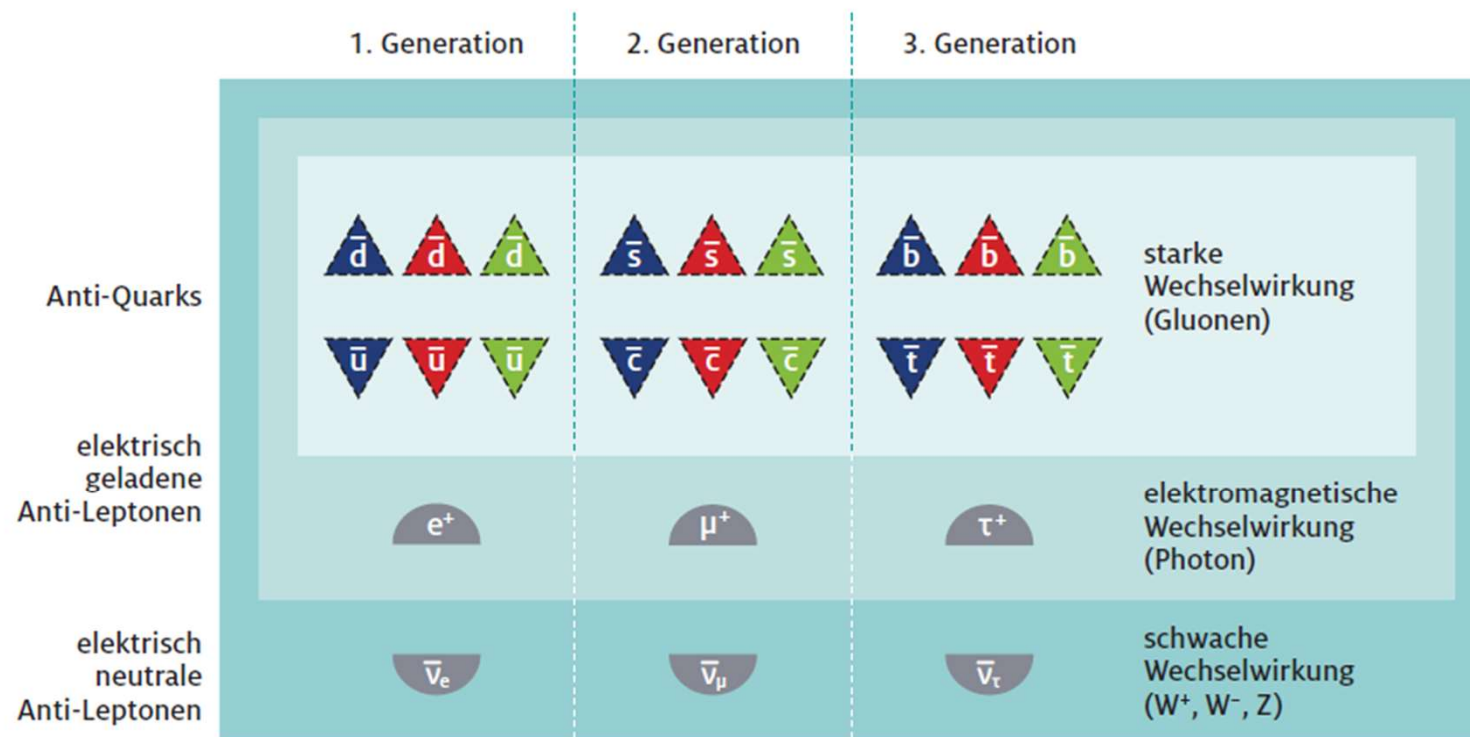 1. Generation 2. Generation 3. Generation
Anti-Quarks
d̅ d̅ d̅ s̅ s̅ s̅ b̅ b̅ b̅
u̅ u̅ u̅ c̅ c̅ c̅ t̅ t̅ t̅
starke
Wechselwirkung
(Gluonen)
elektrisch
geladene
Anti-Leptonen
e⁺ μ⁺ τ⁺
elektromagnetische
Wechselwirkung
(Photon)
elektrisch
neutrale
Anti-Leptonen
ν̅ₑ ν̅μ ν̅τ
schwache
Wechselwirkung
(W⁺, W⁻, Z)